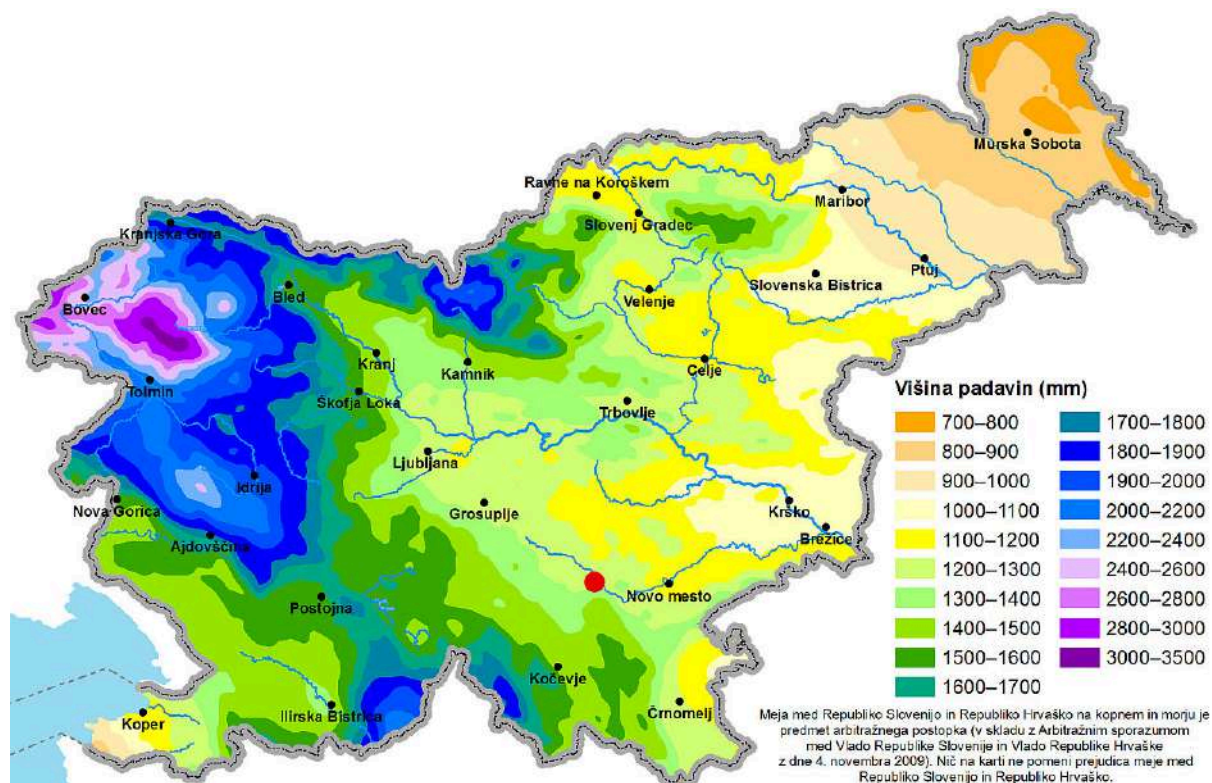 Murska Sobota
Ravne na Koroškem
Maribor
Slovenj Gradec
Kranjska Gora
Ptuj
Slovenska Bistrica
Bovec
Bled
Velenje
Kranj
Kamnik
Celje
Tolmin
Škofja Loka
Trbovlje
Ljubljana
Idrija
Nova Gorica
Grosuplje
Krško
Brežice
Ajdovščina
Postojna
Novo mesto
Kočevje
Koper
Ilirska Bistrica
Črnomelj
Višina padavin (mm)
700–800
800–900
900–1000
1000–1100
1100–1200
1200–1300
1300–1400
1400–1500
1500–1600
1600–1700
1700–1800
1800–1900
1900–2000
2000–2200
2200–2400
2400–2600
2600–2800
2800–3000
3000–3500
Meja med Republiko Slovenijo in Republiko Hrvaško na kopnem in morju je
predmet arbitražnega postopka (v skladu z Arbitražnim sporazumom
med Vlado Republike Slovenije in Vlado Republike Hrvaške
z dne 4. novembra 2009). Nič na karti ne pomeni prejudica meje med
Republiko Slovenijo in Republiko Hrvaško.